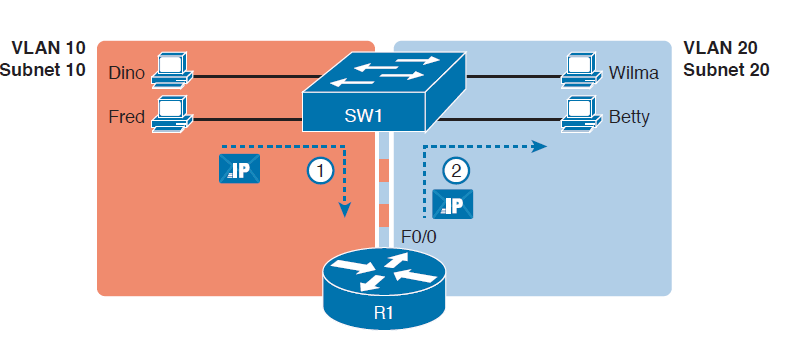 VLAN 10
Subnet 10
VLAN 20
Subnet 20
Dino
Wilma
Fred
SW1
Betty
.IP
1
2
.IP
F0/0
R1